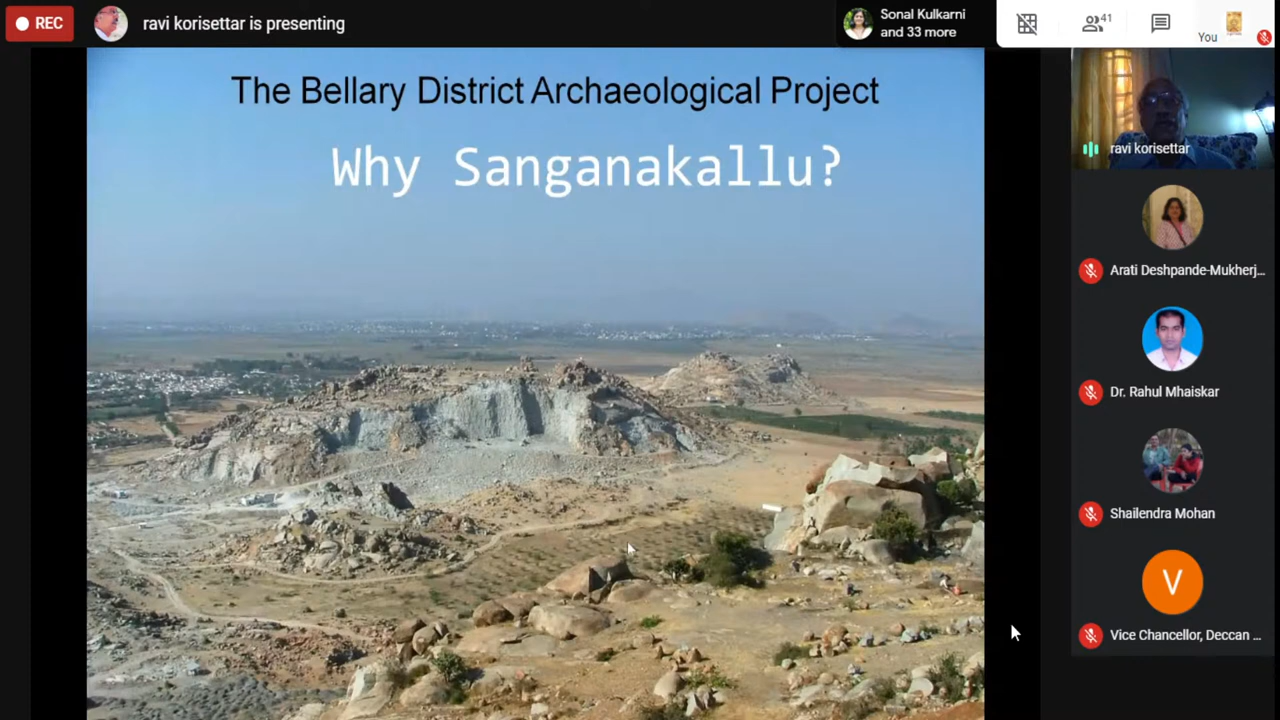 REC
ravi korisettar is presenting
Sonal Kulkarni
and 33 more
41
You
The Bellary District Archaeological Project
Why Sanganakallu?
ravi korisettar
Arati Deshpande-Mukherj...
Dr. Rahul Mhaiskar
Shailendra Mohan
V
Vice Chancellor, Deccan ...